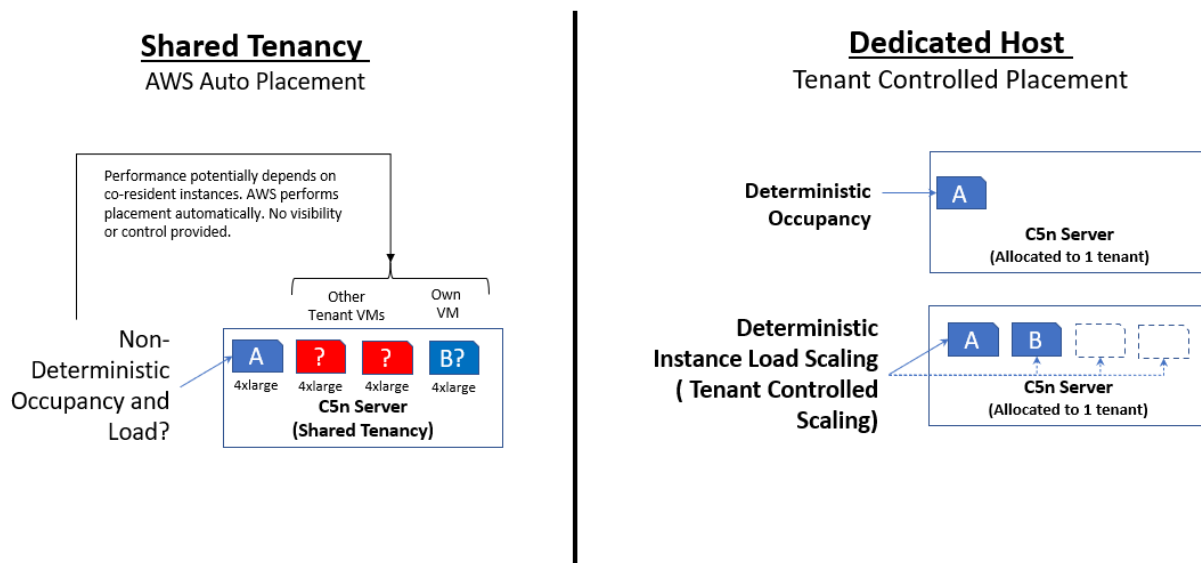 Shared Tenancy
AWS Auto Placement
Performance potentially depends on
co-resident instances. AWS performs
placement automatically. No visibility
or control provided.
Other
Tenant VMs
Own
VM
Non-
Deterministic
Occupancy and
Load?
A
?
?
B?
4xlarge
4xlarge
4xlarge
4xlarge
C5n Server
(Shared Tenancy)
Dedicated Host
Tenant Controlled Placement
Deterministic
Occupancy
A
C5n Server
(Allocated to 1 tenant)
Deterministic
Instance Load Scaling
( Tenant Controlled
Scaling)
A
B
C5n Server
(Allocated to 1 tenant)